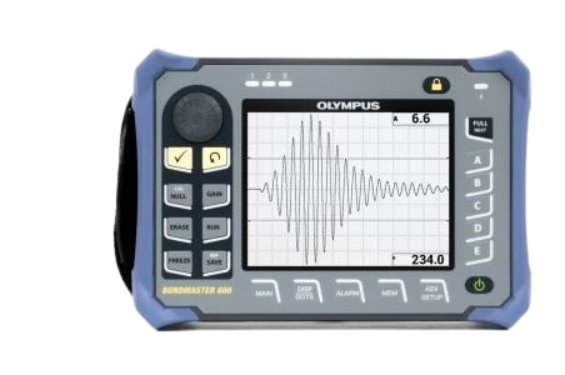 1 2 3
OLYMPUS
A 6.6
FULL
NEXT
A
NULL
GAIN
B
C
ERASE
RUN
D
E
FREEZE
SAVE
234.0
BONDMASTER 600
MAIN
DISP
DOTS
ALARM
MEM
ADV
SETUP